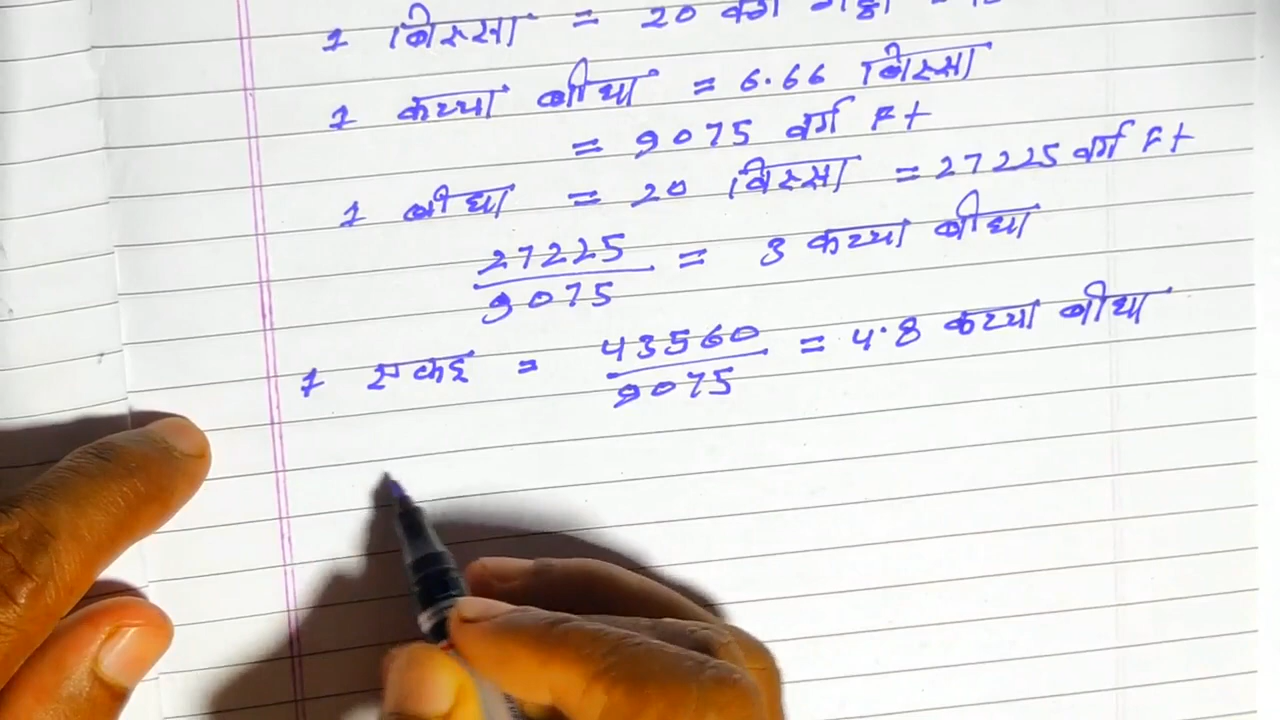 1 बिस्सा = 20 वर्ग
1 कच्चा बीघा = 6.66 बिस्सा
= 9075 वर्ग Ft
1 बीघा = 20 बिस्सा = 27225 वर्ग Ft
27225 / 9075 = 3 कच्चा बीघा
1 एकड़ = 43560 / 9075 = 4.8 कच्चा बीघा